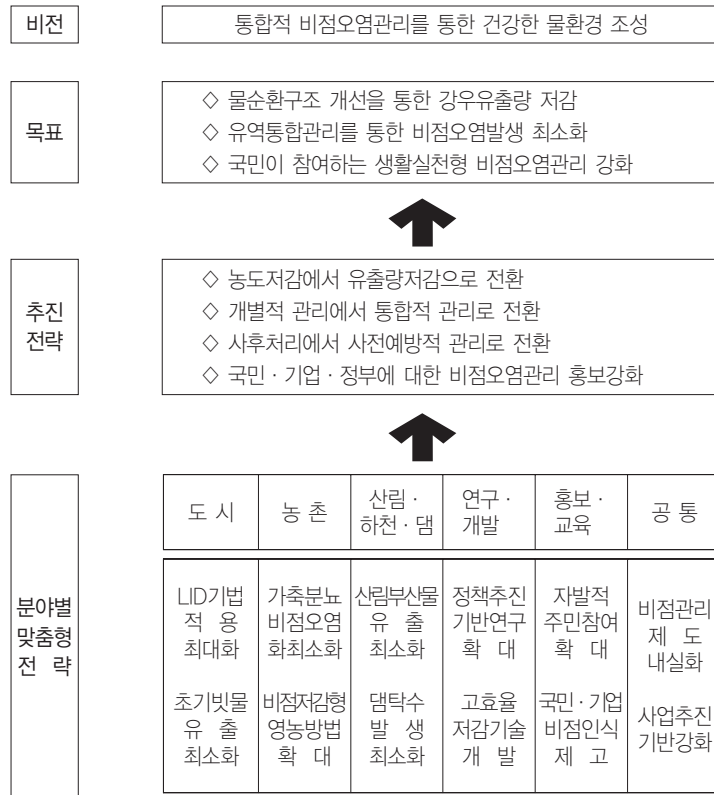 비전
통합적 비점오염관리를 통한 건강한 물환경 조성
목표
◇ 물순환구조 개선을 통한 강우유출량 저감
◇ 유역통합관리를 통한 비점오염발생 최소화
◇ 국민이 참여하는 생활실천형 비점오염관리 강화
추진
전략
◇ 농도저감에서 유출량저감으로 전환
◇ 개별적 관리에서 통합적 관리로 전환
◇ 사후처리에서 사전예방적 관리로 전환
◇ 국민 · 기업 · 정부에 대한 비점오염관리 홍보강화
분야별
맞춤형
전 략
도 시
농 촌
산림 ·
하천 · 댐
연구 ·
개발
홍보 ·
교육
공 통
LID기법
적 용
최대화
초기빗물
유 출
최소화
가축분뇨
비점오염
화최소화
비점저감형
영농방법
확 대
산림부산물
유 출
최소화
댐탁수
발 생
최소화
정책추진
기반연구
확 대
고효율
저감기술
개 발
자발적
주민참여
확 대
국민 · 기업
비점인식
제 고
비점관리
제 도
내실화
사업추진
기반강화